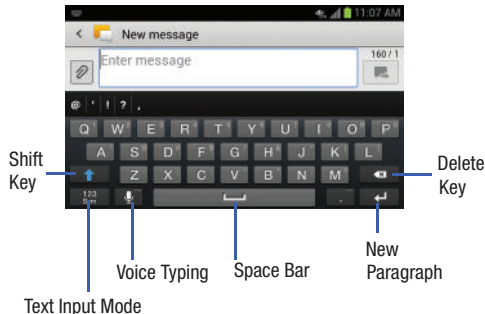 11:07 AM
New message
Enter message
160 / 1
@ ' ! ? ,
Q W E R T Y U I O P
A S D F G H J K L
Z X C V B N M
123
Sym
.
Shift
Key
Delete
Key
Voice Typing
Space Bar
New
Paragraph
Text Input Mode